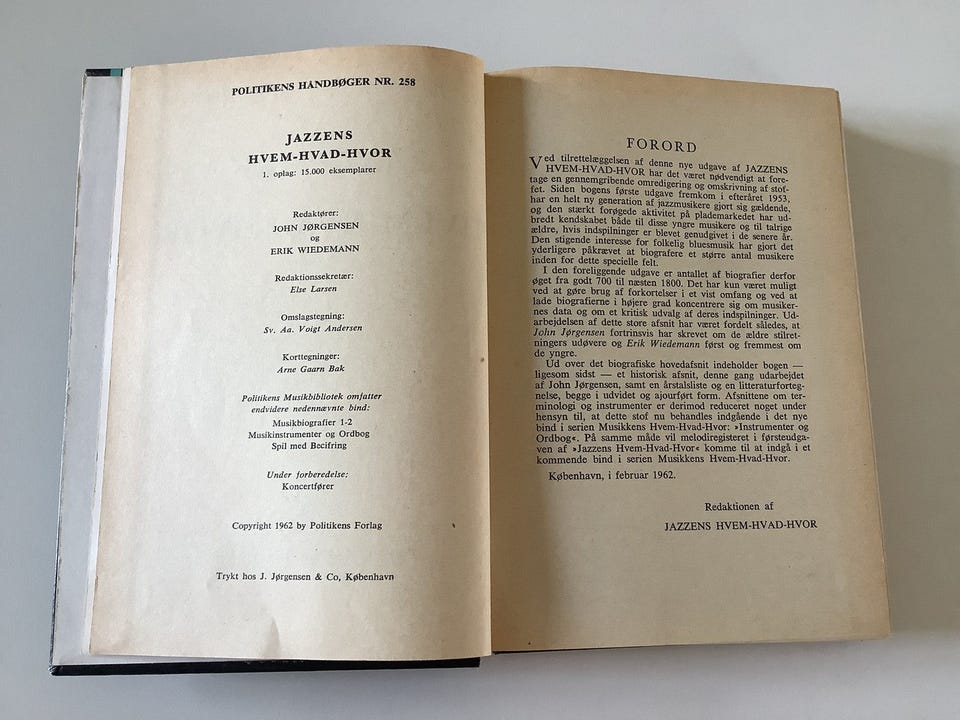 POLITIKENS HÅNDBØGER NR. 258
JAZZENS
HVEM-HVAD-HVOR
1. oplag: 15.000 eksemplarer
Redaktører:
JOHN JØRGENSEN
og
ERIK WIEDEMANN
Redaktionssekretær:
Else Larsen
Omslagstegning:
Sv. Aa. Voigt Andersen
Korttegninger:
Arne Gaarn Bak
Politikens Musikbibliotek omfatter
endvidere nedennævnte bind:
Musikbiografier 1-2
Musikinstrumenter og Ordbog
Spil med Becifring
Under forberedelse:
Koncertfører
Copyright 1962 by Politikens Forlag
Trykt hos J. Jørgensen & Co, København
FORORD
Ved tilrettelæggelsen af denne nye udgave af JAZZENS
HVEM-HVAD-HVOR har det været nødvendigt at fore-
tage en gennemgribende omredigering og omskrivning af stof-
fet. Siden bogens første udgave fremkom i efteråret 1953,
har en helt ny generation af jazzmusikere gjort sig gældende,
og den stærkt forøgede aktivitet på plademarkedet har ud-
bredt kendskabet både til disse yngre musikere og til talrige
ældre, hvis indspilninger er blevet genudgivet i de senere år.
Den stigende interesse for folkelig bluesmusik har gjort det
yderligere påkrævet at biografere et større antal musikere
inden for dette specielle felt.
I den foreliggende udgave er antallet af biografier derfor
øget fra godt 700 til næsten 1800. Det har kun været muligt
ved at gøre brug af forkortelser i et vist omfang og ved at
lade biografierne i højere grad koncentrere sig om musiker-
nes data og om et kritisk udvalg af deres indspilninger. Ud-
arbejdelsen af dette store afsnit har været fordelt således, at
John Jørgensen fortrinsvis har skrevet om de ældre stilret-
ningers udøvere og Erik Wiedemann først og fremmest om
de yngre.
Ud over det biografiske hovedafsnit indeholder bogen —
ligesom sidst — et historisk afsnit, denne gang udarbejdet
af John Jørgensen, samt en årstalsliste og en litteraturforteg-
nelse, begge i udvidet og ajourført form. Afsnittene om ter-
minologi og instrumenter er derimod reduceret noget under
hensyn til, at dette stof nu behandles indgående i det nye
bind i serien Musikkens Hvem-Hvad-Hvor: »Instrumenter og
Ordbog«. På samme måde vil melodiregisteret i førsteudga-
ven af »Jazzens Hvem-Hvad-Hvor« komme til at indgå i et
kommende bind i serien Musikkens Hvem-Hvad-Hvor.
København, i februar 1962.
Redaktionen af
JAZZENS HVEM-HVAD-HVOR